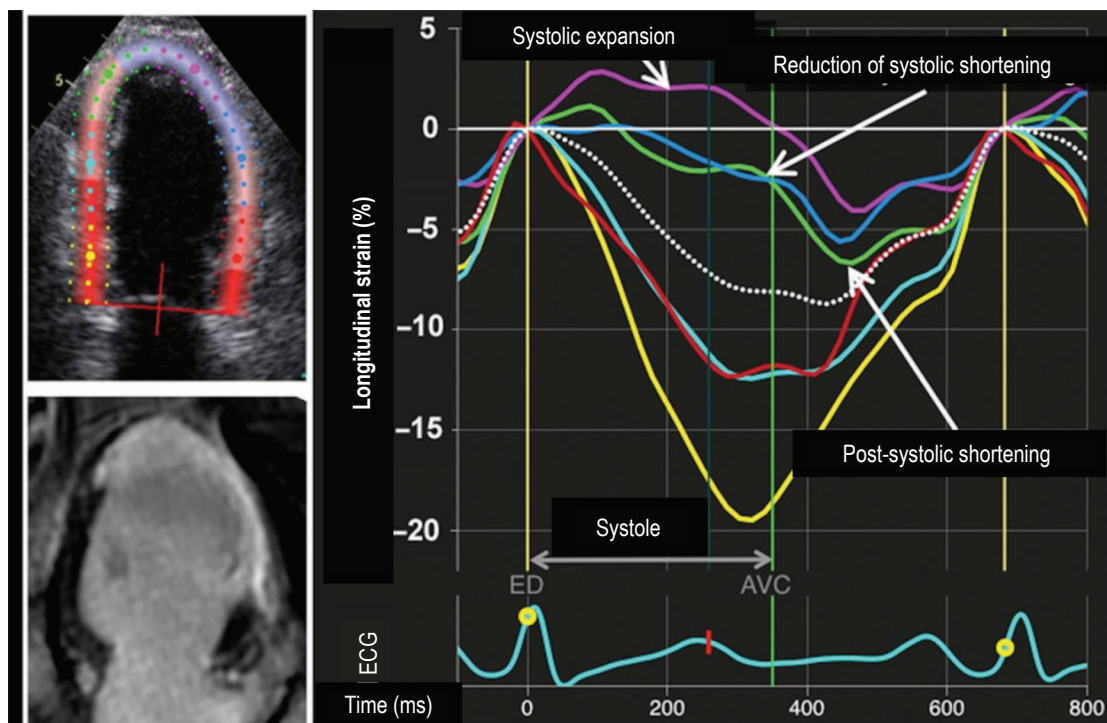 5
Systolic expansion
Reduction of systolic shortening
5
0
−5
−10
−15
−20
Longitudinal strain (%)
Post-systolic shortening
Systole
ED
AVC
ECG
Time (ms)
0
200
400
600
800